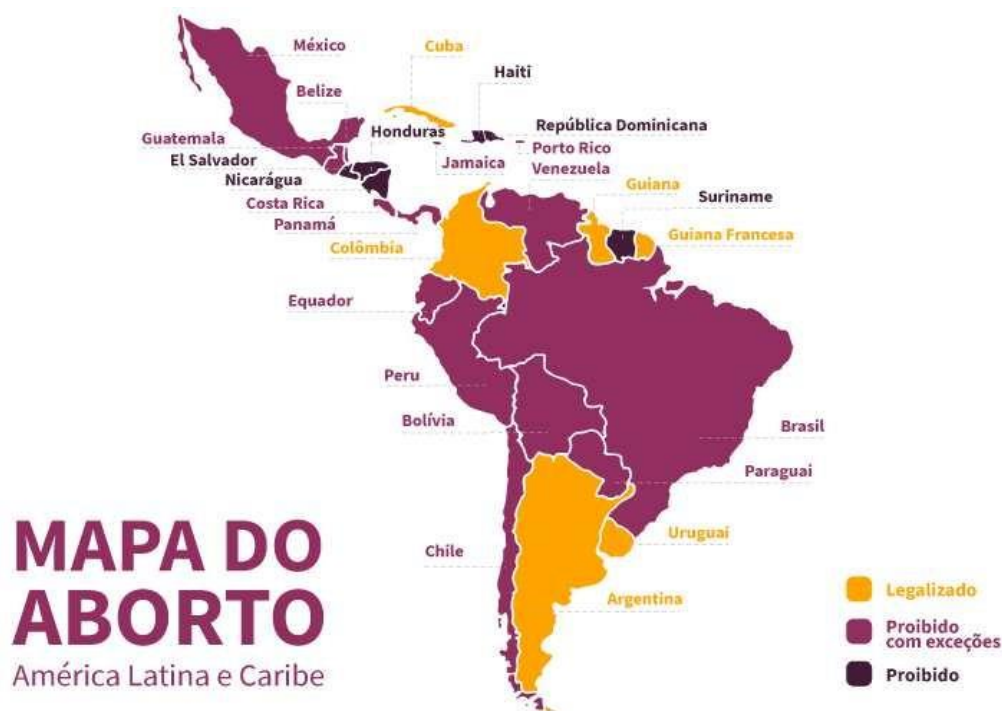 México
Cuba
Haiti
Belize
Guatemala
Honduras
República Dominicana
El Salvador
Jamaica
Porto Rico
Nicarágua
Venezuela
Costa Rica
Guiana
Suriname
Panamá
Colômbia
Guiana Francesa
Equador
Peru
Bolívia
Brasil
Paraguai
Uruguai
Chile
Argentina
MAPA DO
ABORTO
América Latina e Caribe
Legalizado
Proibido
com exceções
Proibido